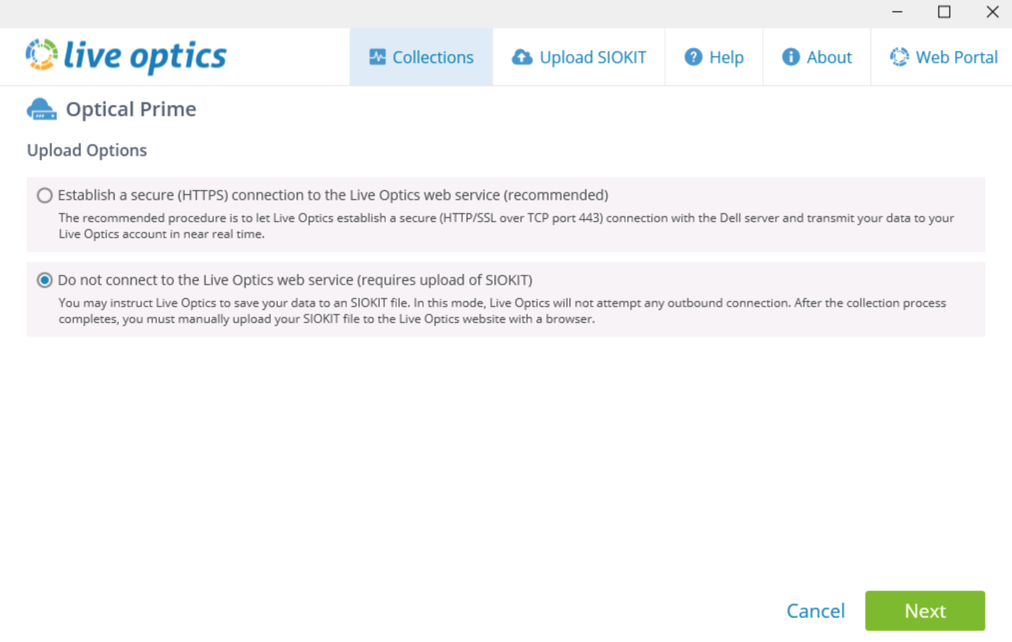 live optics
Collections
Upload SIOKIT
Help
About
Web Portal
Optical Prime
Upload Options
Establish a secure (HTTPS) connection to the Live Optics web service (recommended)
The recommended procedure is to let Live Optics establish a secure (HTTP/SSL over TCP port 443) connection with the Dell server and transmit your data to your
Live Optics account in near real time.
Do not connect to the Live Optics web service (requires upload of SIOKIT)
You may instruct Live Optics to save your data to an SIOKIT file. In this mode, Live Optics will not attempt any outbound connection. After the collection process
completes, you must manually upload your SIOKIT file to the Live Optics website with a browser.
Cancel
Next